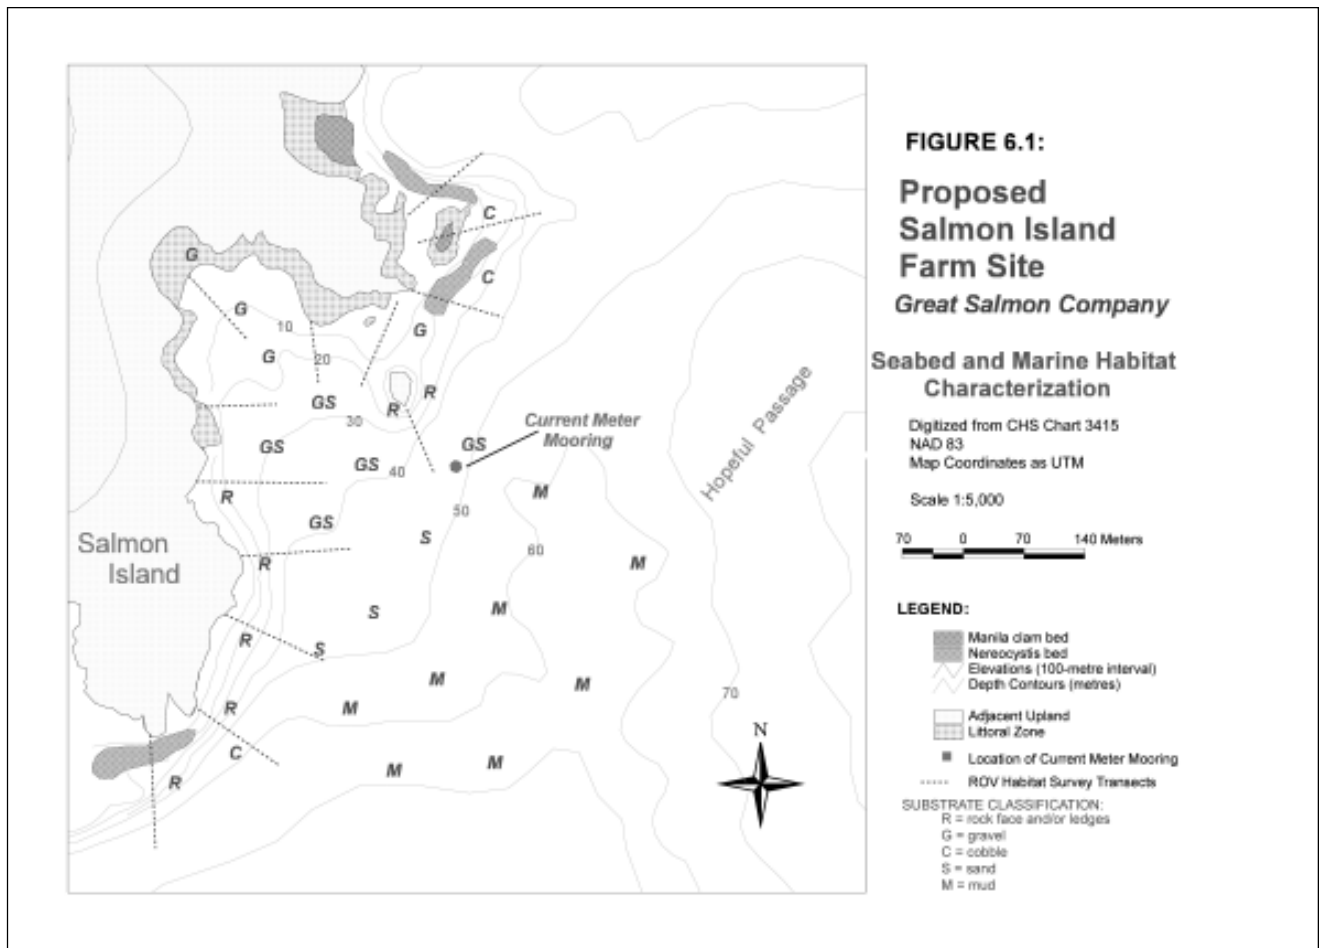 FIGURE 6.1:
Proposed
Salmon Island
Farm Site
Great Salmon Company
Seabed and Marine Habitat
Characterization
Digitized from CHS Chart 3415
NAD 83
Map Coordinates as UTM
Scale 1:5,000
70 0 70 140 Meters
LEGEND:
Manila clam bed
Nereocystis bed
Elevations (100-metre interval)
Depth Contours (metres)
Adjacent Upland
Littoral Zone
Location of Current Meter Mooring
ROV Habitat Survey Transects
SUBSTRATE CLASSIFICATION:
R = rock face and/or ledges
G = gravel
C = cobble
S = sand
M = mud
C
G
C
G
10
G
G
20
R
GS
R
30
Current Meter
Mooring
GS
GS
GS
40
Hopeful Passage
R
M
50
GS
S
60
Salmon
Island
R
M
M
S
R
S
M
M
70
R
M
C
M
M
R
N